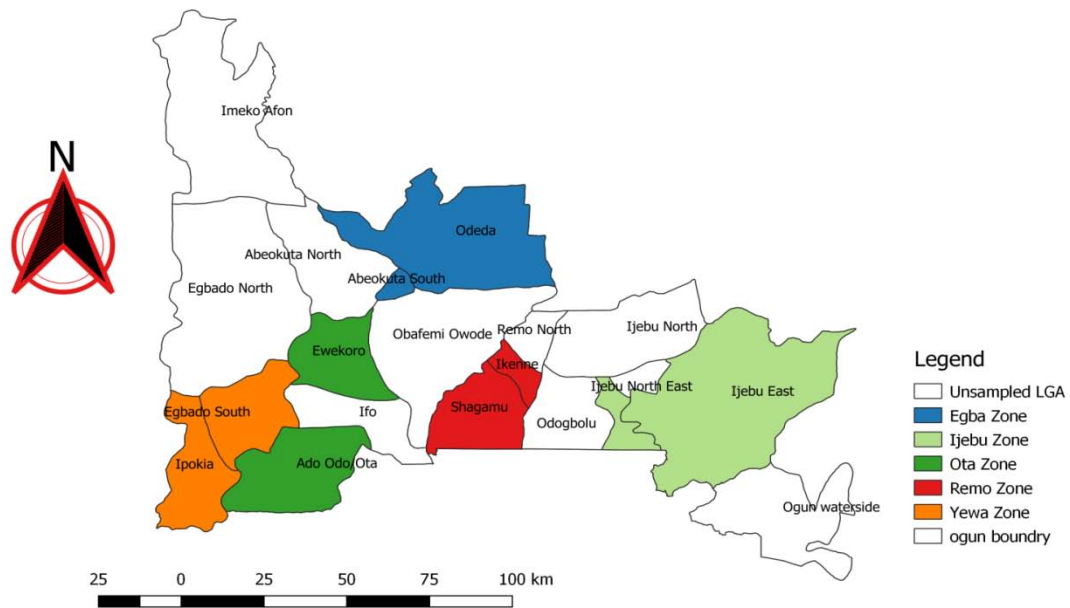 Imeko Afon
N
Odeda
Abeokuta North
Abeokuta South
Egbado North
Obafemi Owode
Remo North
Ijebu North
Ewekoro
Ikenne
Ijebu North East
Ijebu East
Egbado South
Ifo
Shagamu
Odogbolu
Ipokia
Ado Odo/Ota
Ogun waterside
Legend
Unsampled LGA
Egba Zone
Ijebu Zone
Ota Zone
Remo Zone
Yewa Zone
ogun boundry
25 0 25 50 75 100 km